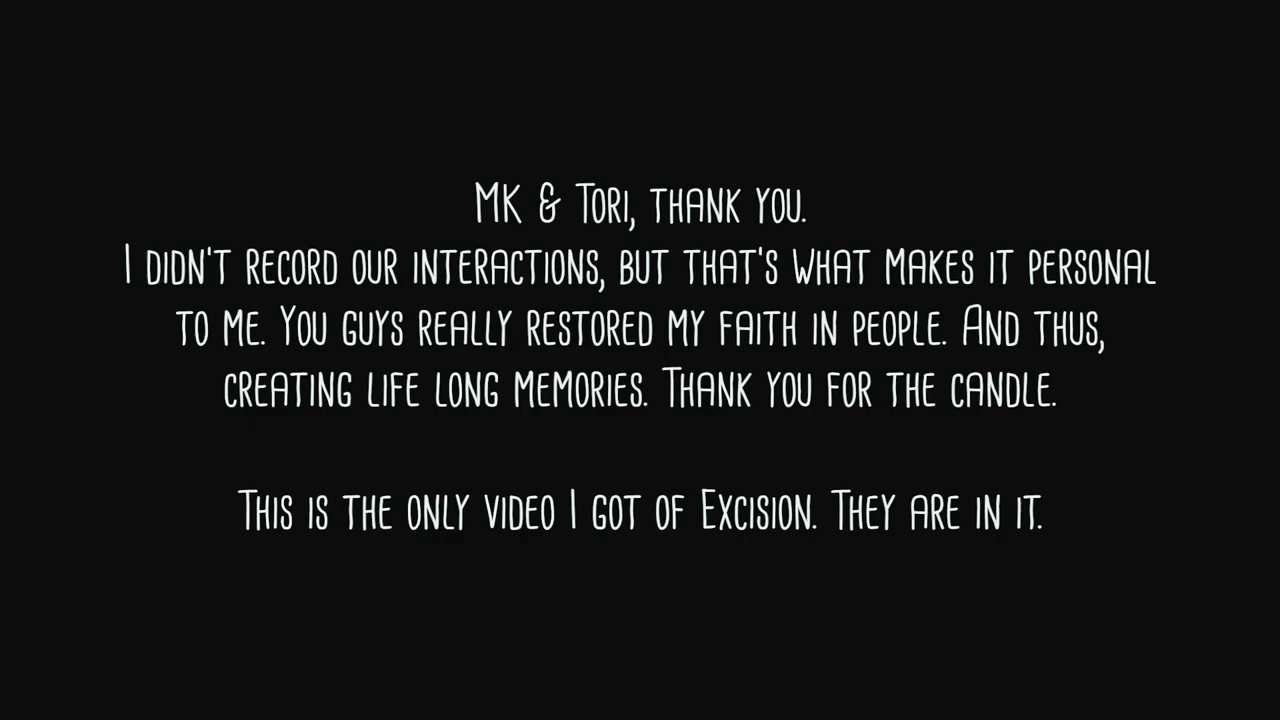 MK & Tori, thank you.
I didn't record our interactions, but that's what makes it personal
to me. You guys really restored my faith in people. And thus,
creating life long memories. Thank you for the candle.
This is the only video I got of Excision. They are in it.